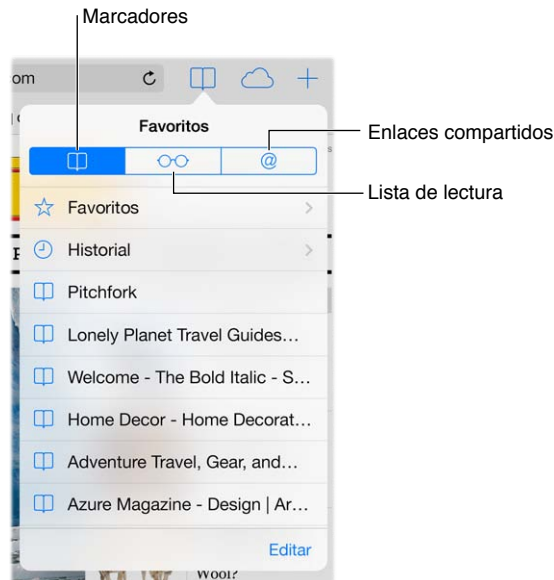 Marcadores
om
Favoritos
Enlaces compartidos
@
Lista de lectura
Favoritos
Historial
Pitchfork
Lonely Planet Travel Guides…
Welcome - The Bold Italic - S…
Home Decor - Home Decorat…
Adventure Travel, Gear, and…
Azure Magazine - Design | Ar…
Editar
Wool?